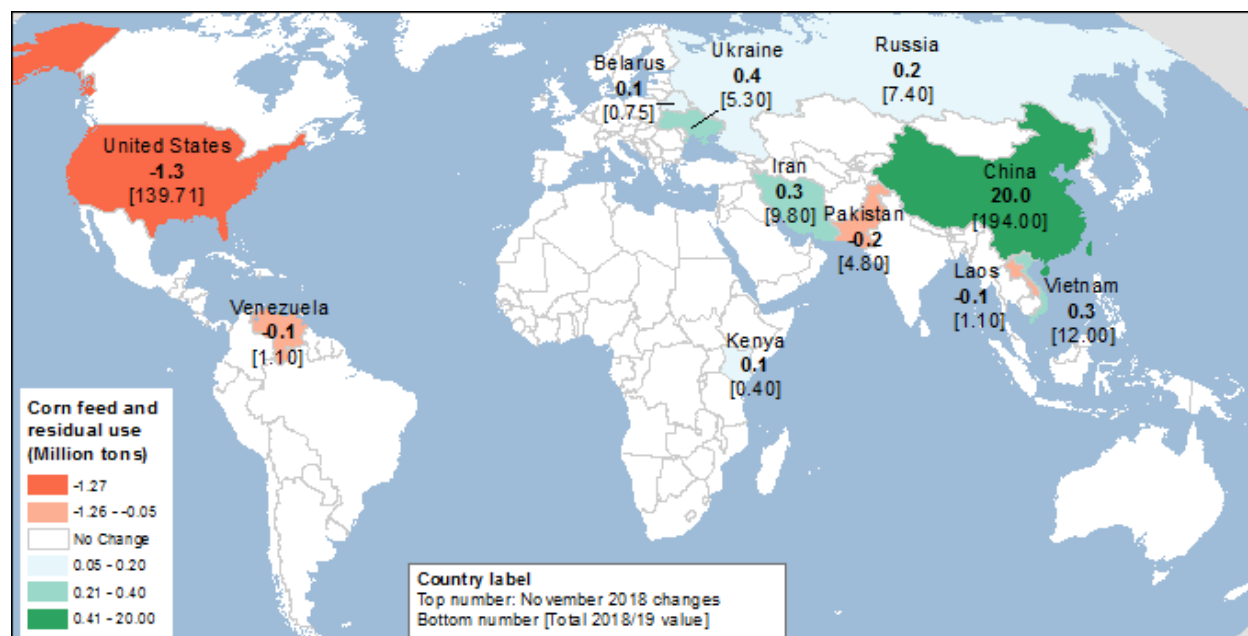 Belarus
0.1
[0.75]
Ukraine
0.4
[5.30]
Russia
0.2
[7.40]
United States
-1.3
[139.71]
Iran
0.3
[9.80]
Pakistan
-0.2
[4.80]
China
20.0
[194.00]
Laos
-0.1
[1.10]
Vietnam
0.3
[12.00]
Venezuela
-0.1
[1.10]
Kenya
0.1
[0.40]
Corn feed and
residual use
(Million tons)
-1.27
-1.26 - -0.05
No Change
0.05 - 0.20
0.21 - 0.40
0.41 - 20.00
Country label
Top number: November 2018 changes
Bottom number [Total 2018/19 value]